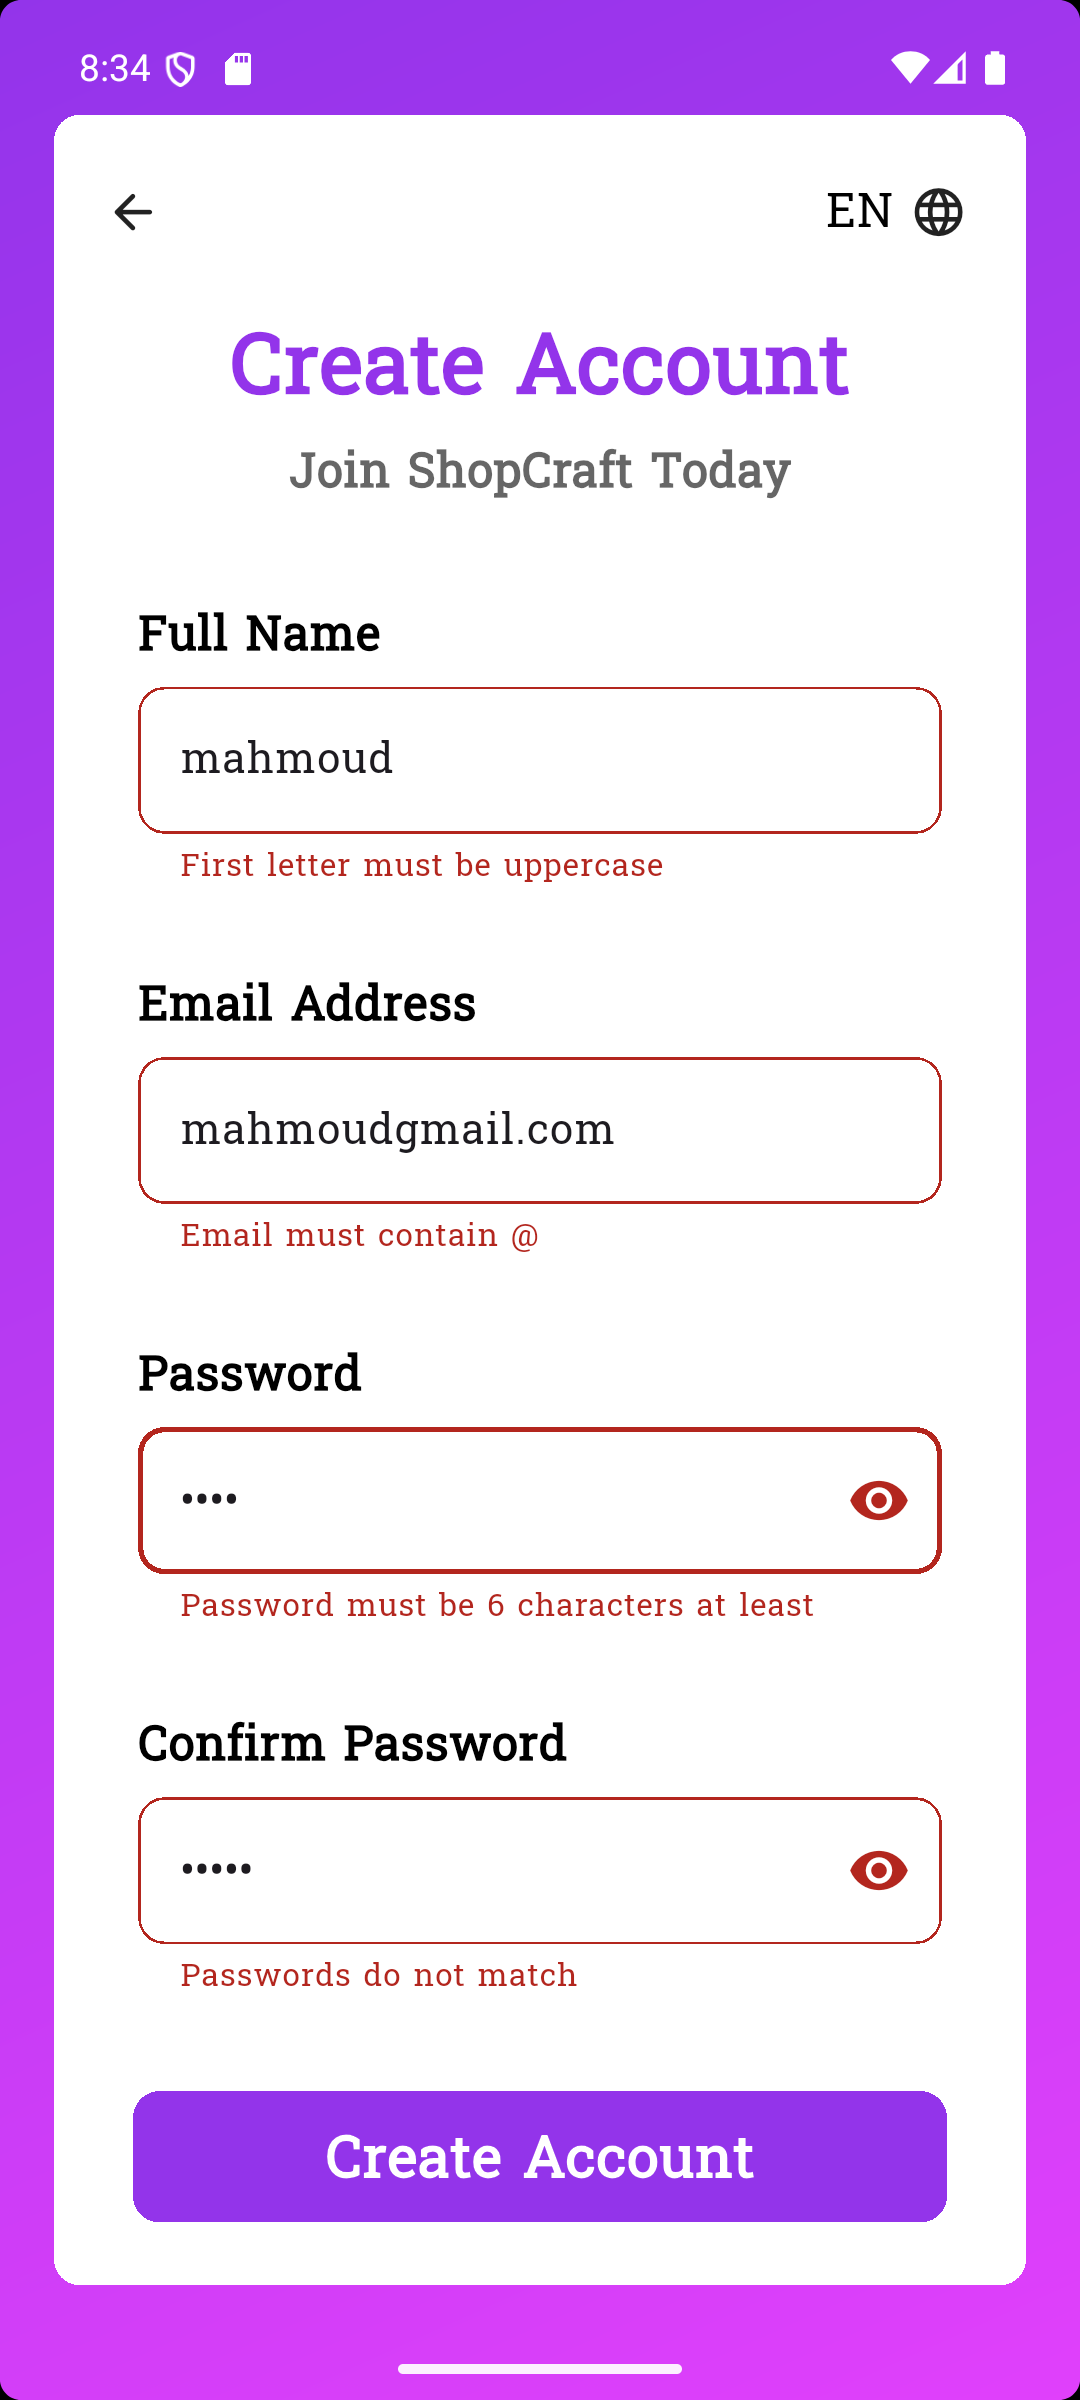 8:34
EN
Create Account
Join ShopCraft Today
Full Name
mahmoud
First letter must be uppercase
Email Address
mahmoudgmail.com
Email must contain @
Password
••••
Password must be 6 characters at least
Confirm Password
•••••
Passwords do not match
Create Account